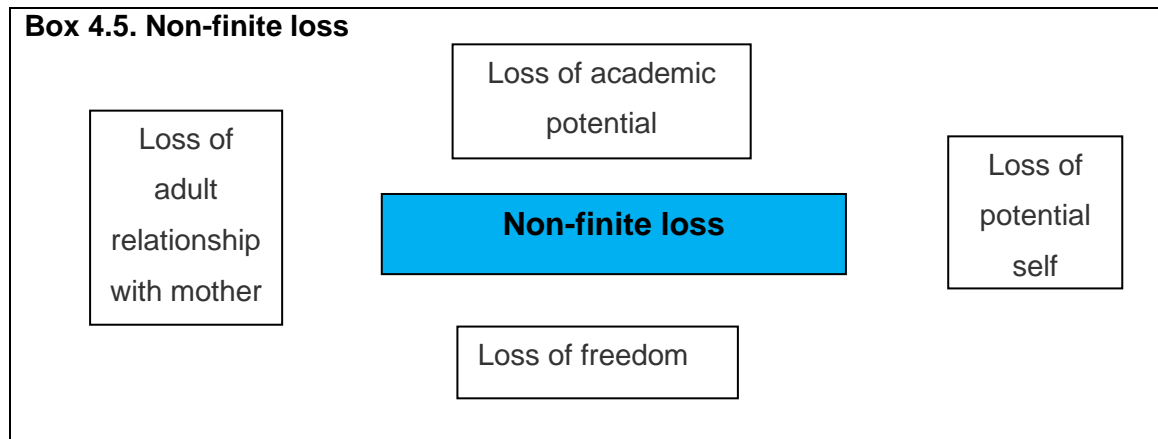 Box 4.5. Non-finite loss
Loss of academic
potential
Loss of
adult
relationship
with mother
Non-finite loss
Loss of
potential
self
Loss of freedom